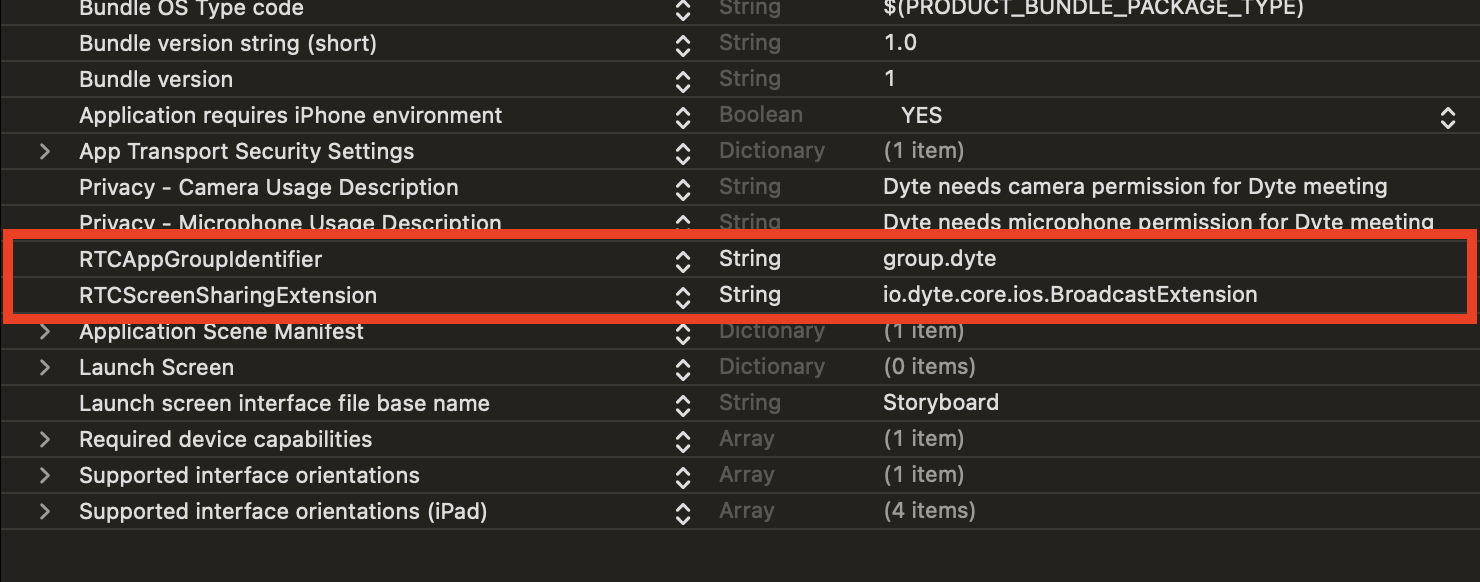 Bundle OS Type code String $(PRODUCT_BUNDLE_PACKAGE_TYPE)
Bundle version string (short) String 1.0
Bundle version String 1
Application requires iPhone environment Boolean YES
App Transport Security Settings Dictionary (1 item)
Privacy - Camera Usage Description String Dyte needs camera permission for Dyte meeting
Privacy - Microphone Usage Description String Dyte needs microphone permission for Dyte meeting
RTCAppGroupIdentifier String group.dyte
RTCScreenSharingExtension String io.dyte.core.ios.BroadcastExtension
Application Scene Manifest Dictionary (1 item)
Launch Screen Dictionary (0 items)
Launch screen interface file base name String Storyboard
Required device capabilities Array (1 item)
Supported interface orientations Array (1 item)
Supported interface orientations (iPad) Array (4 items)